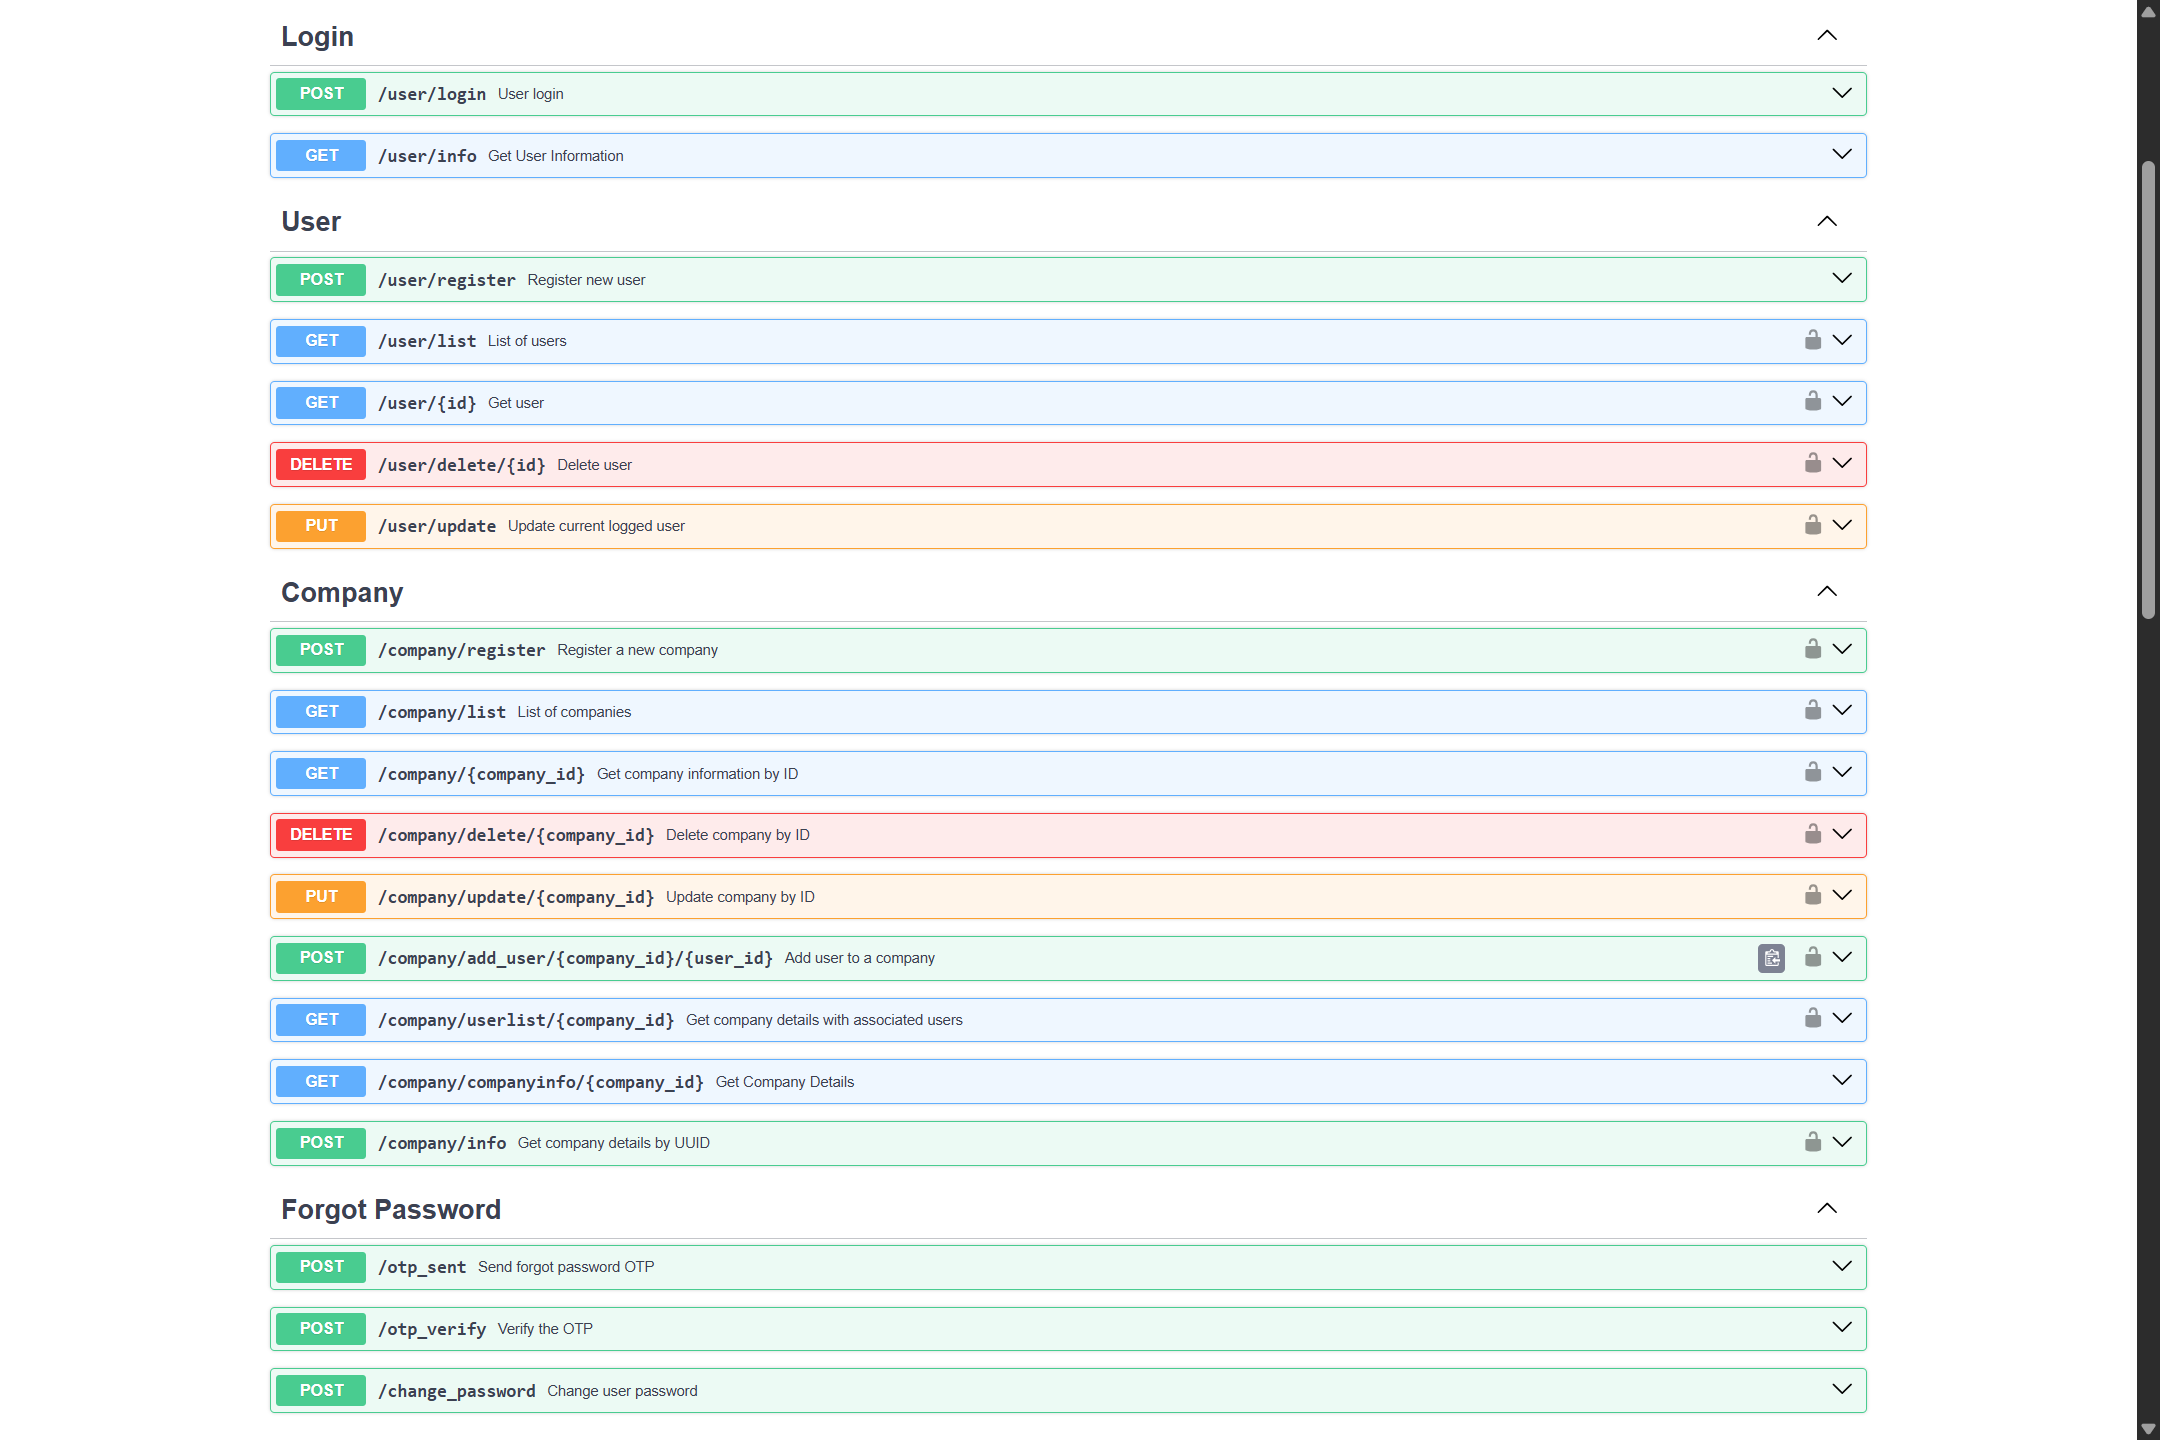 Login
POST /user/login User login
GET /user/info Get User Information
User
POST /user/register Register new user
GET /user/list List of users
GET /user/{id} Get user
DELETE /user/delete/{id} Delete user
PUT /user/update Update current logged user
Company
POST /company/register Register a new company
GET /company/list List of companies
GET /company/{company_id} Get company information by ID
DELETE /company/delete/{company_id} Delete company by ID
PUT /company/update/{company_id} Update company by ID
POST /company/add_user/{company_id}/{user_id} Add user to a company
GET /company/userlist/{company_id} Get company details with associated users
GET /company/companyinfo/{company_id} Get Company Details
POST /company/info Get company details by UUID
Forgot Password
POST /otp_sent Send forgot password OTP
POST /otp_verify Verify the OTP
POST /change_password Change user password